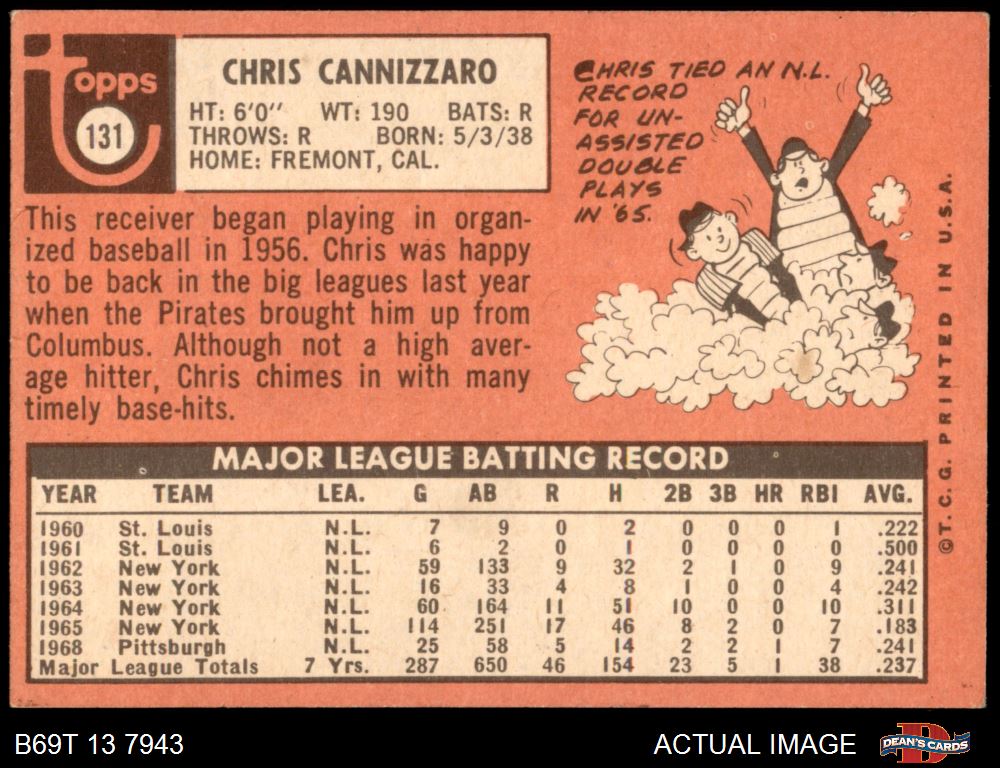 topps
131
CHRIS CANNIZZARO
HT: 6'0" WT: 190 BATS: R
THROWS: R BORN: 5/3/38
HOME: FREMONT, CAL.
This receiver began playing in organ-
ized baseball in 1956. Chris was happy
to be back in the big leagues last year
when the Pirates brought him up from
Columbus. Although not a high aver-
age hitter, Chris chimes in with many
timely base-hits.
CHRIS TIED AN N.L.
RECORD
FOR UN-
ASSISTED
DOUBLE
PLAYS
IN '65.
©T.C.G. PRINTED IN U.S.A.
MAJOR LEAGUE BATTING RECORD
YEAR TEAM LEA. G AB R H 2B 3B HR RBI AVG.
1960 St. Louis N.L. 7 9 0 2 0 0 0 1 .222
1961 St. Louis N.L. 6 2 0 1 0 0 0 0 .500
1962 New York N.L. 59 133 9 32 2 1 0 9 .241
1963 New York N.L. 16 33 4 8 1 0 0 4 .242
1964 New York N.L. 60 164 11 51 10 0 0 10 .311
1965 New York N.L. 114 251 17 46 8 2 0 7 .183
1968 Pittsburgh N.L. 25 58 5 14 2 2 1 7 .241
Major League Totals 7 Yrs. 287 650 46 154 23 5 1 38 .237
B69T 13 7943
ACTUAL IMAGE
D
DEAN'S CARDS